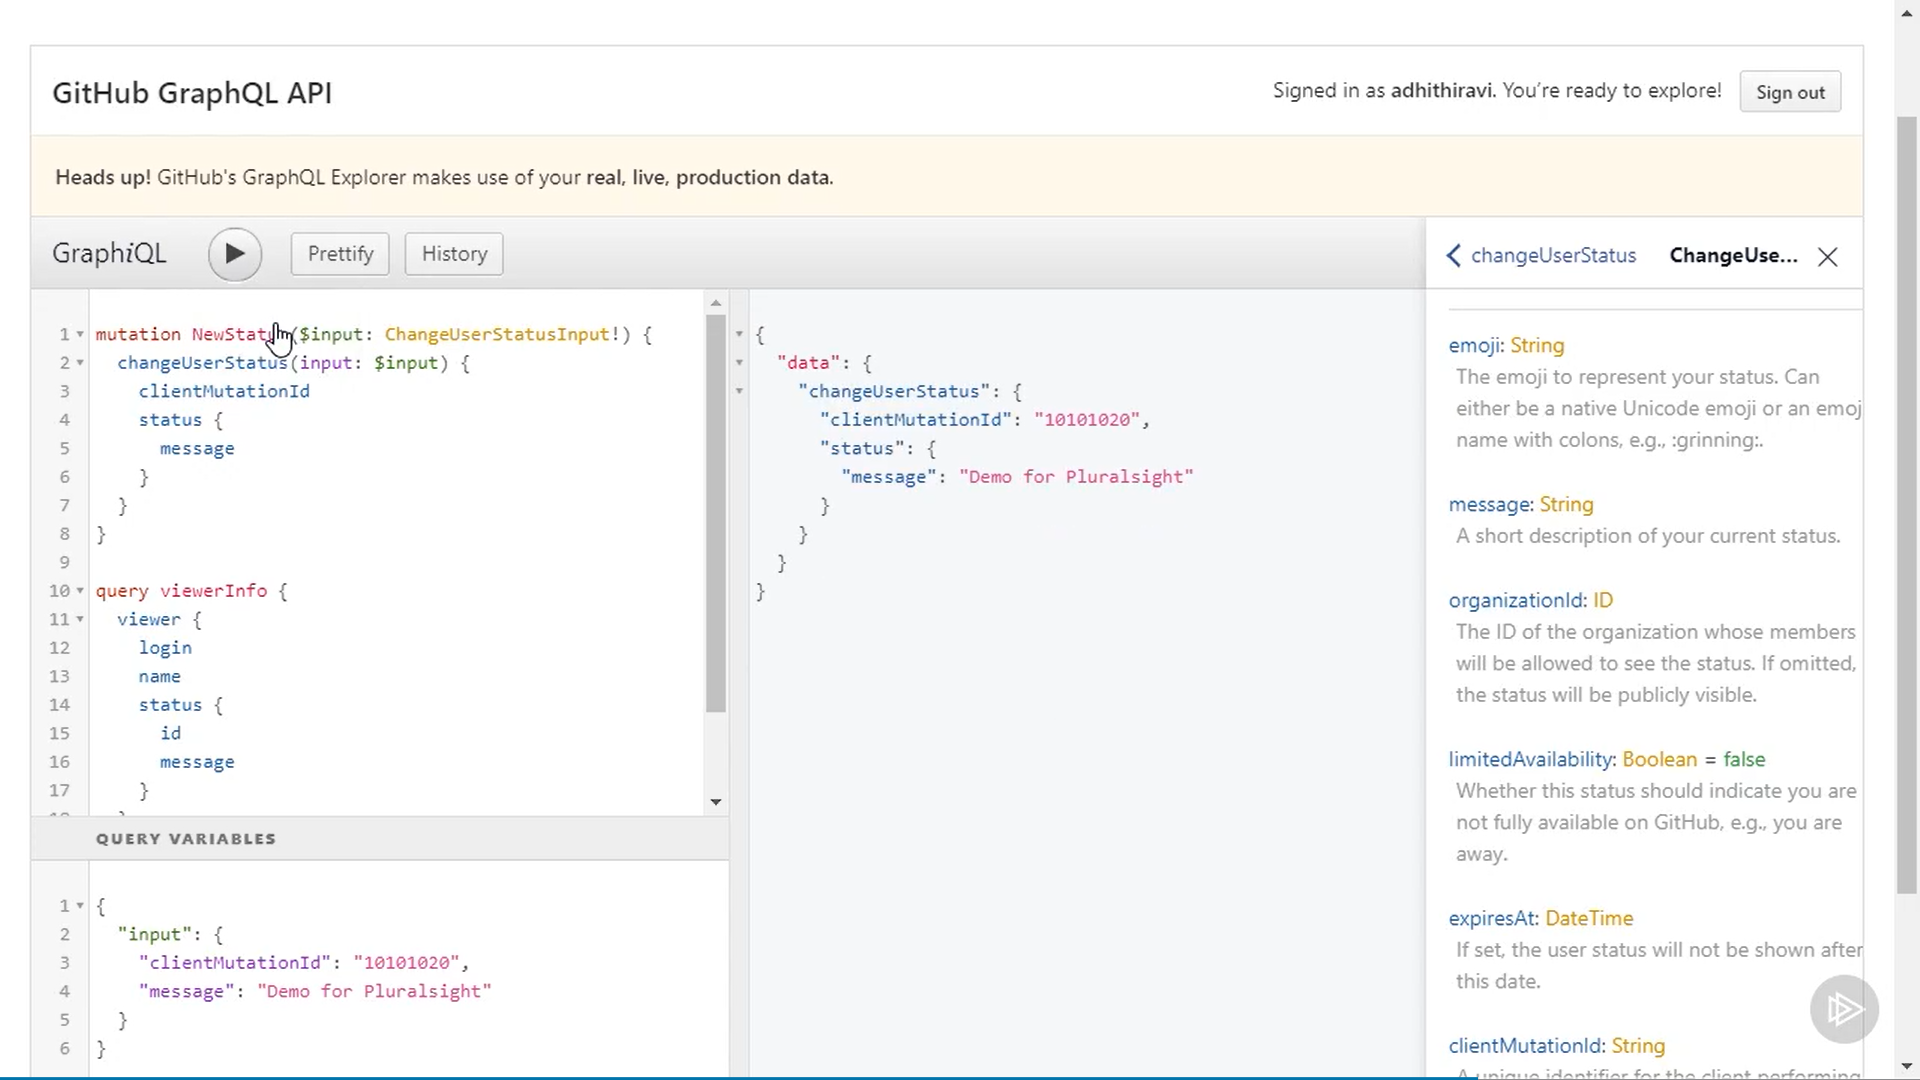 GitHub GraphQL API
Signed in as adhithiravi. You're ready to explore!
Sign out
Heads up! GitHub's GraphQL Explorer makes use of your real, live, production data.
GraphiQL
Prettify
History
changeUserStatus
ChangeUse...
1 mutation NewStatus($input: ChangeUserStatusInput!) {
2 changeUserStatus(input: $input) {
3 clientMutationId
4 status {
5 message
6 }
7 }
8 }
9
10 query viewerInfo {
11 viewer {
12 login
13 name
14 status {
15 id
16 message
17 }
QUERY VARIABLES
1 {
2 "input": {
3 "clientMutationId": "10101020",
4 "message": "Demo for Pluralsight"
5 }
6 }
{
"data": {
"changeUserStatus": {
"clientMutationId": "10101020",
"status": {
"message": "Demo for Pluralsight"
}
}
}
}
emoji: String
The emoji to represent your status. Can
either be a native Unicode emoji or an emoj
name with colons, e.g., :grinning:.
message: String
A short description of your current status.
organizationId: ID
The ID of the organization whose members
will be allowed to see the status. If omitted,
the status will be publicly visible.
limitedAvailability: Boolean = false
Whether this status should indicate you are
not fully available on GitHub, e.g., you are
away.
expiresAt: DateTime
If set, the user status will not be shown after
this date.
clientMutationId: String
A unique identifier for the client performing